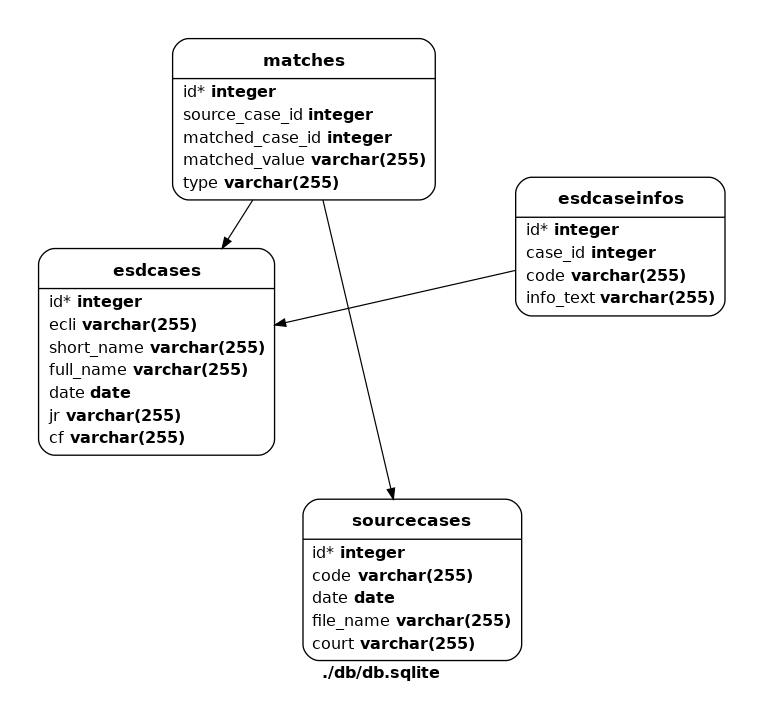 matches
id* integer
source_case_id integer
matched_case_id integer
matched_value varchar(255)
type varchar(255)
esdcaseinfos
id* integer
case_id integer
code varchar(255)
info_text varchar(255)
esdcases
id* integer
ecli varchar(255)
short_name varchar(255)
full_name varchar(255)
date date
jr varchar(255)
cf varchar(255)
sourcecases
id* integer
code varchar(255)
date date
file_name varchar(255)
court varchar(255)
./db/db.sqlite